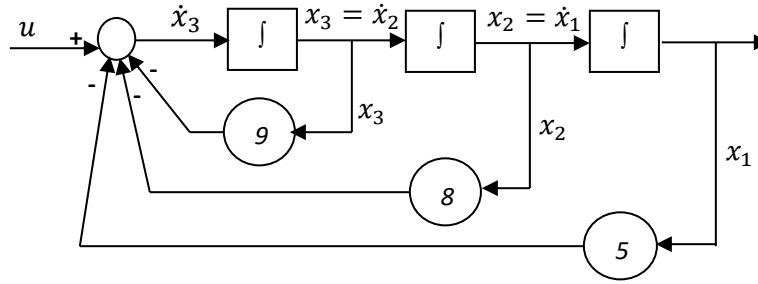 u
+
ẋ₃
∫
x₃ = ẋ₂
∫
x₂ = ẋ₁
∫
-
-
-
9
x₃
8
x₂
5
x₁